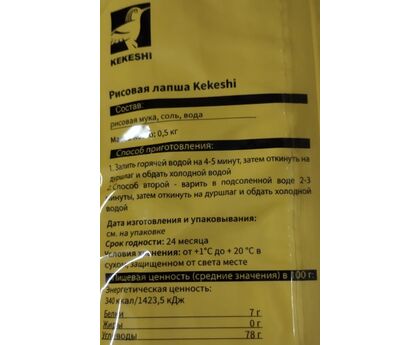 KEKESHI
Рисовая лапша Kekeshi
Состав:
рисовая мука, соль, вода
0,5 кг
Способ приготовления:
1. Залить горячей водой на 4-5 минут, затем откинуть на
дуршлаг и обдать холодной водой
Способ второй - варить в подсоленной воде 2-3
минуты, затем откинуть на дуршлаг и обдать холодной
водой
Дата изготовления и упаковывания:
см. на упаковке
Срок годности: 24 месяца
Условия хранения: от +1°С до + 20 °С в
сухом, защищенном от света месте
Пищевая ценность (средние значения) в 100 г:
Энергетическая ценность:
340 ккал/1423,5 кДж
Белки 7 г
Жиры 0 г
Углеводы 78 г